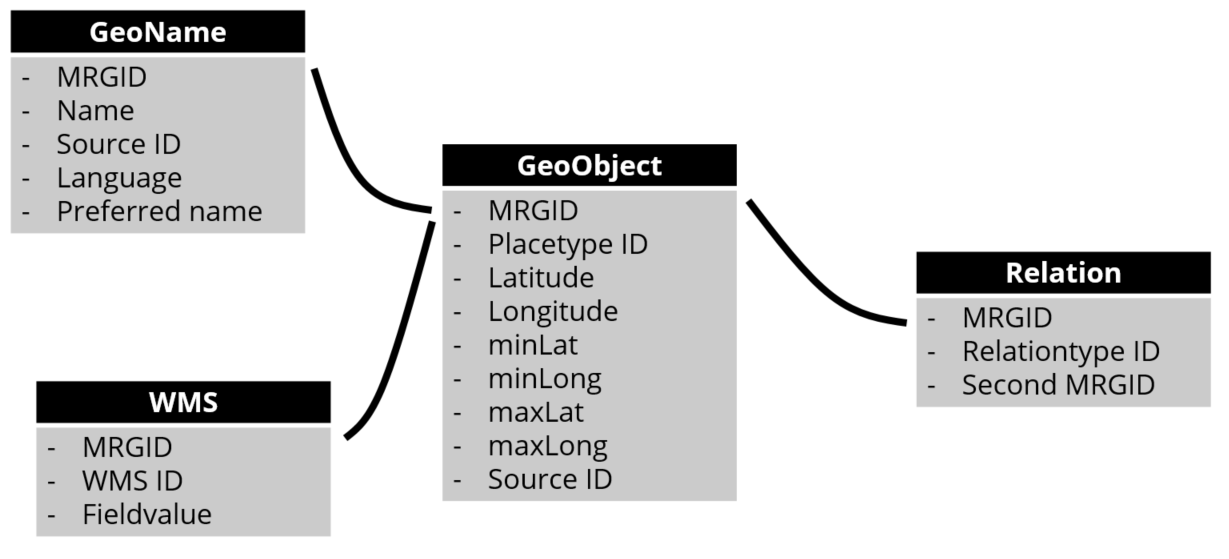 GeoName
- MRGID
- Name
- Source ID
- Language
- Preferred name
GeoObject
- MRGID
- Placetype ID
- Latitude
- Longitude
- minLat
- minLong
- maxLat
- maxLong
- Source ID
Relation
- MRGID
- Relationtype ID
- Second MRGID
WMS
- MRGID
- WMS ID
- Fieldvalue